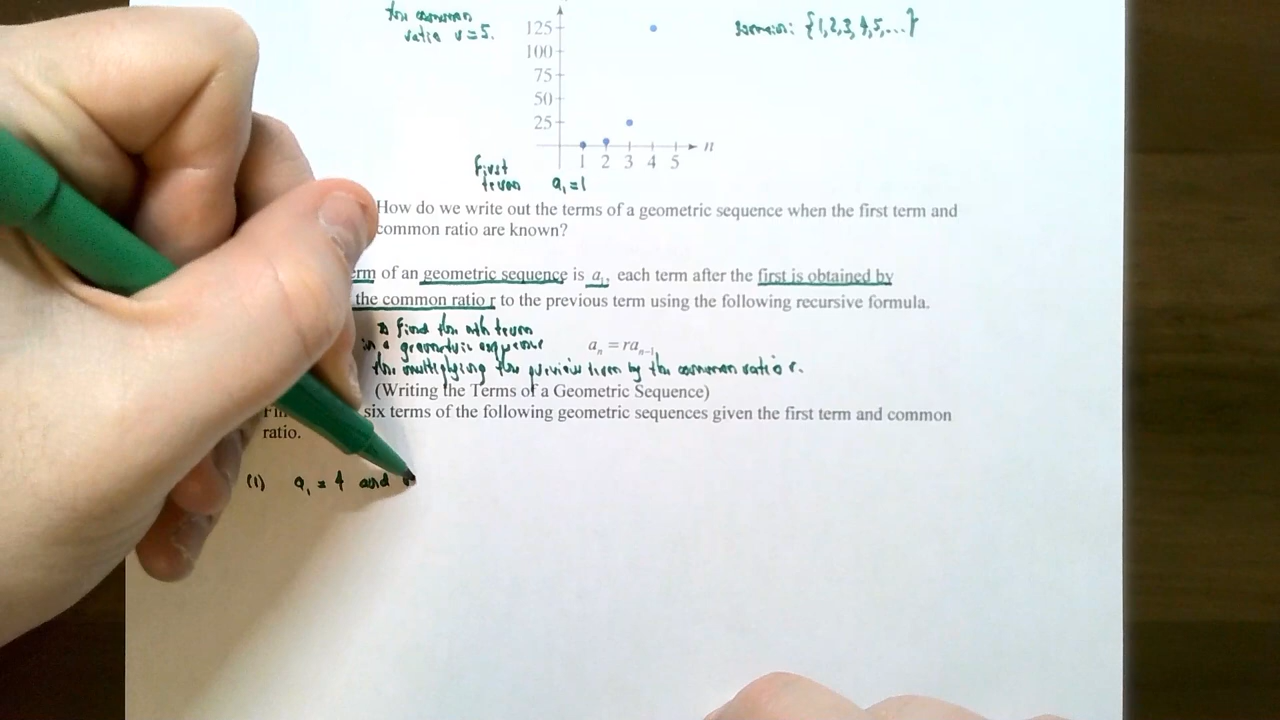 the common
ratio r=5.
125
100
75
50
25
n
1 2 3 4 5
domain: {1,2,3,4,5,...}
First
term a₁=1
How do we write out the terms of a geometric sequence when the first term and
common ratio are known?
erm of an geometric sequence is a₁, each term after the first is obtained by
the common ratio r to the previous term using the following recursive formula.
Find the nth term
in a geometric sequence
aₙ = raₙ₋₁
multiplying the previous term by the common ratio r.
(Writing the Terms of a Geometric Sequence)
six terms of the following geometric sequences given the first term and common
ratio.
(1) a₁ = 4 and